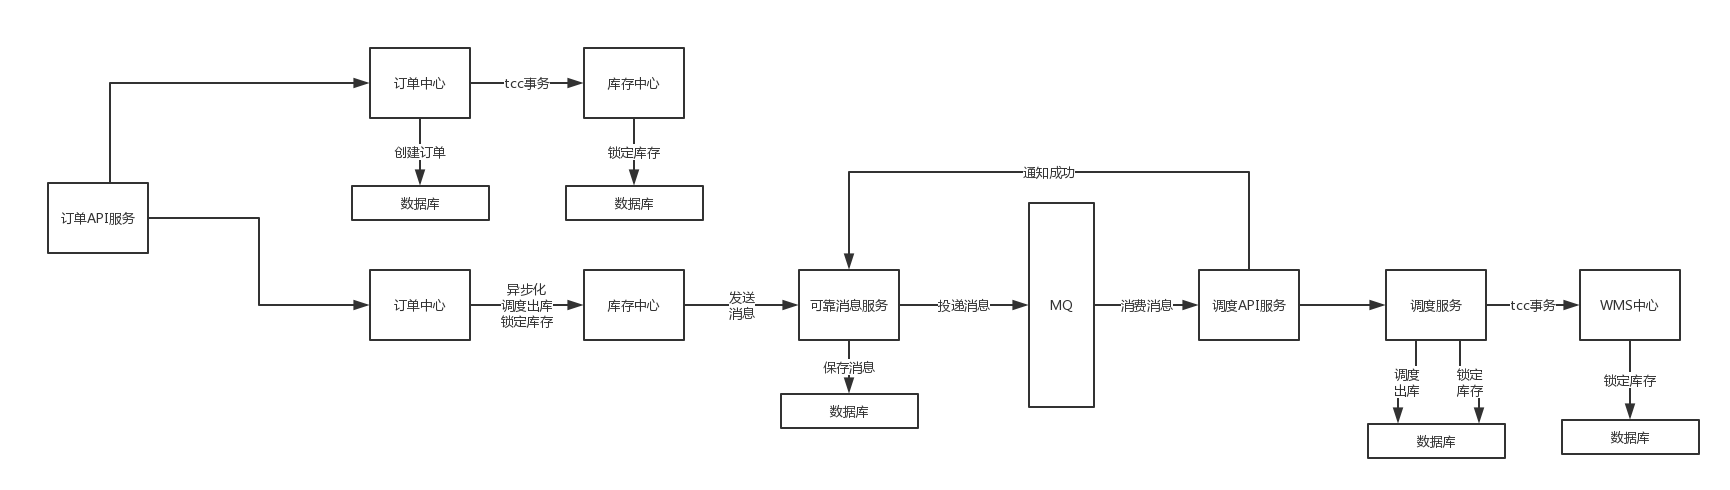 订单中心
tcc事务
库存中心
创建订单
锁定库存
数据库
数据库
通知成功
订单API服务
订单中心
异步化
调度出库
锁定库存
库存中心
发送
消息
可靠消息服务
投递消息
MQ
消费消息
调度API服务
调度服务
tcc事务
WMS中心
保存消息
数据库
调度
出库
锁定
库存
数据库
锁定库存
数据库